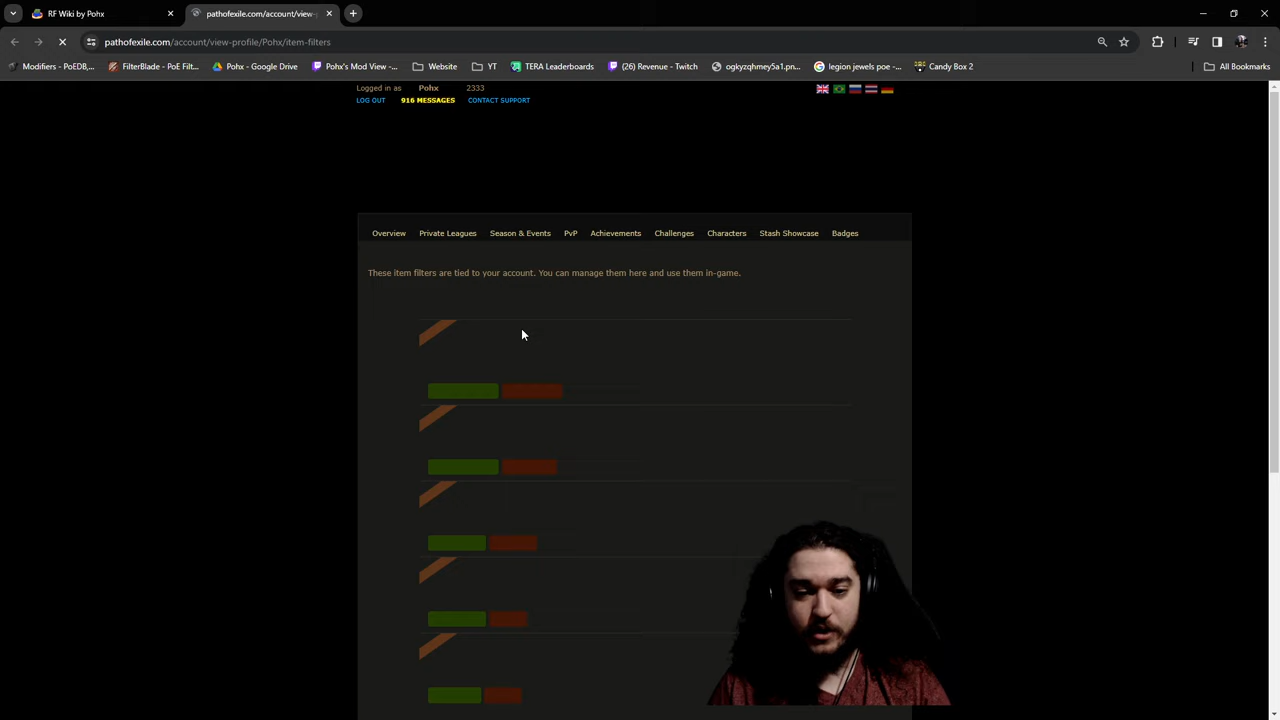 RF Wiki by Pohx
pathofexile.com/account/view-
pathofexile.com/account/view-profile/Pohx/item-filters
Modifiers - PoEDB,...
FilterBlade - PoE Filt...
Pohx - Google Drive
Pohx's Mod View -...
Website
YT
TERA Leaderboards
(26) Revenue - Twitch
ogkyzqhmey5a1.pn...
legion jewels poe -...
Candy Box 2
All Bookmarks
Logged in as Pohx 2333
LOG OUT 916 MESSAGES CONTACT SUPPORT
Overview Private Leagues Season & Events PvP Achievements Challenges Characters Stash Showcase Badges
These item filters are tied to your account. You can manage them here and use them in-game.